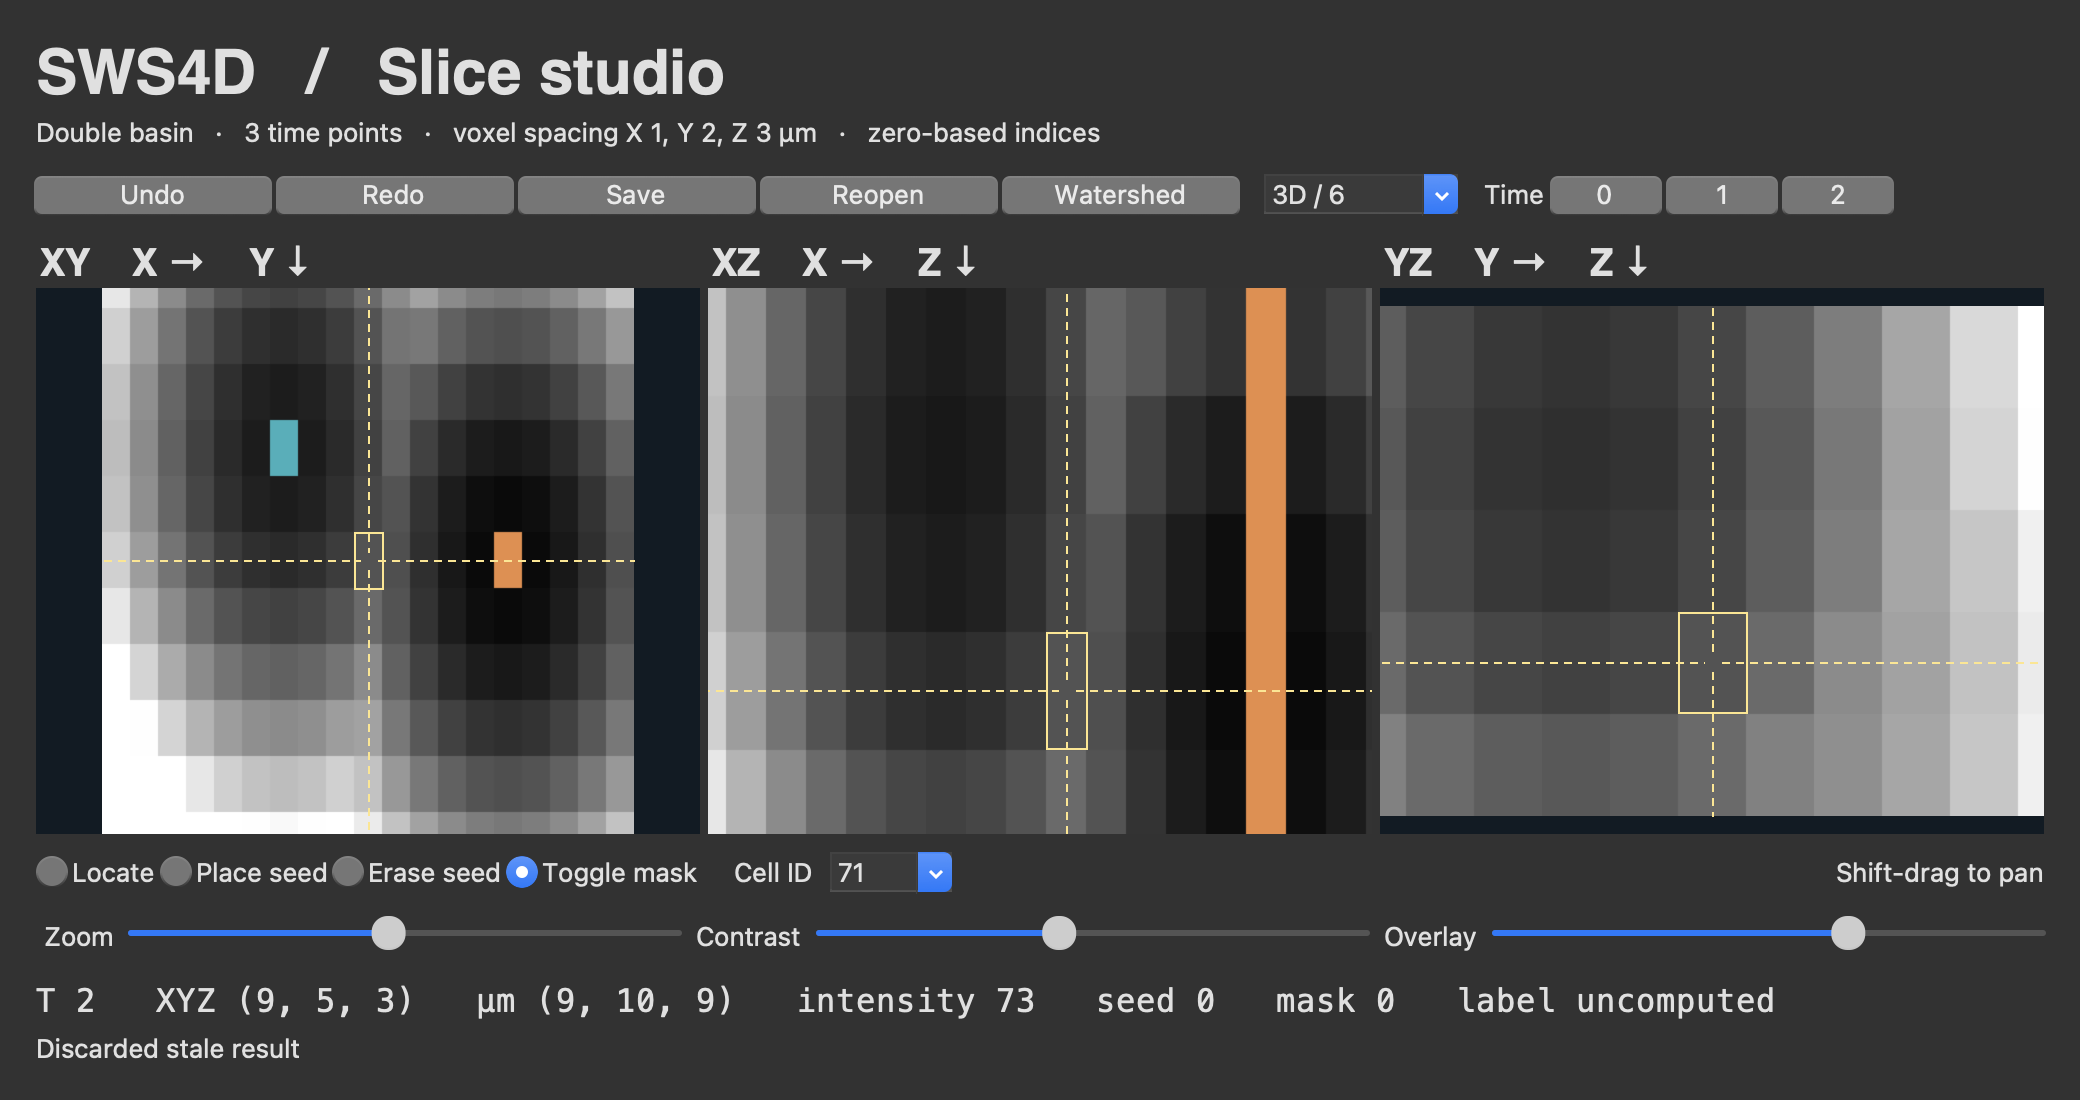 SWS4D / Slice studio
Double basin · 3 time points · voxel spacing X 1, Y 2, Z 3 µm · zero-based indices
Undo Redo Save Reopen Watershed 3D / 6 Time 0 1 2
XY X → Y ↓ XZ X → Z ↓ YZ Y → Z ↓
Locate Place seed Erase seed Toggle mask Cell ID 71 Shift-drag to pan
Zoom Contrast Overlay
T 2 XYZ (9, 5, 3) µm (9, 10, 9) intensity 73 seed 0 mask 0 label uncomputed
Discarded stale result